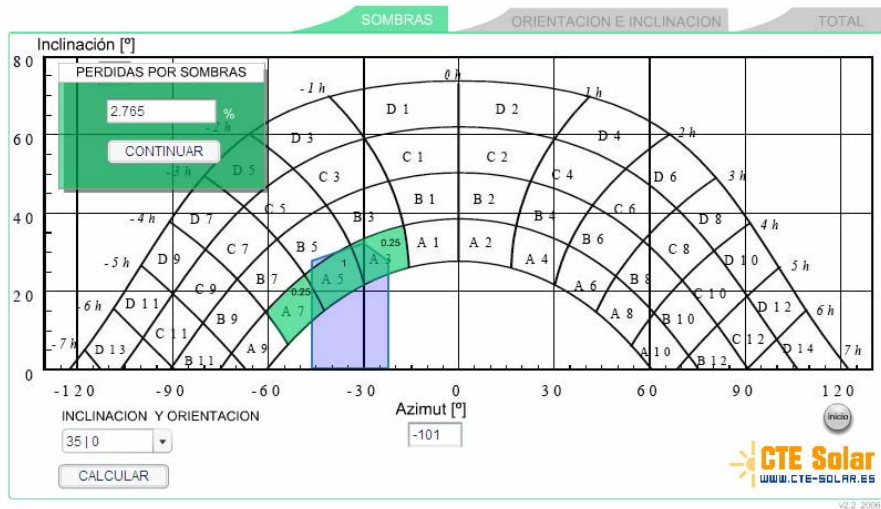 SOMBRAS ORIENTACION E INCLINACION TOTAL
Inclinación [º]
PERDIDAS POR SOMBRAS
2.765 %
CONTINUAR
80
60
40
20
0
-7 h -6 h -5 h -4 h -3 h -2 h -1 h 0 h 1 h 2 h 3 h 4 h 5 h 6 h 7 h
D 13 D 11 D 9 D 7 D 5 D 3 D 1 D 2 D 4 D 6 D 8 D 10 D 12 D 14
C 11 C 9 C 7 C 5 C 3 C 1 C 2 C 4 C 6 C 8 C 10 C 12
B 11 B 9 B 7 B 5 B 3 B 1 B 2 B 4 B 6 B 8 B 10 B 12
A 9 A 7 A 5 A 3 A 1 A 2 A 4 A 6 A 8 A 10
0.25 1 0.25
-120 -90 -60 -30 0 30 60 90 120
Azimut [º]
-101
INCLINACION Y ORIENTACION
35 | 0
CALCULAR
inicio
CTE Solar
WWW.CTE-SOLAR.ES
v2.2 2006